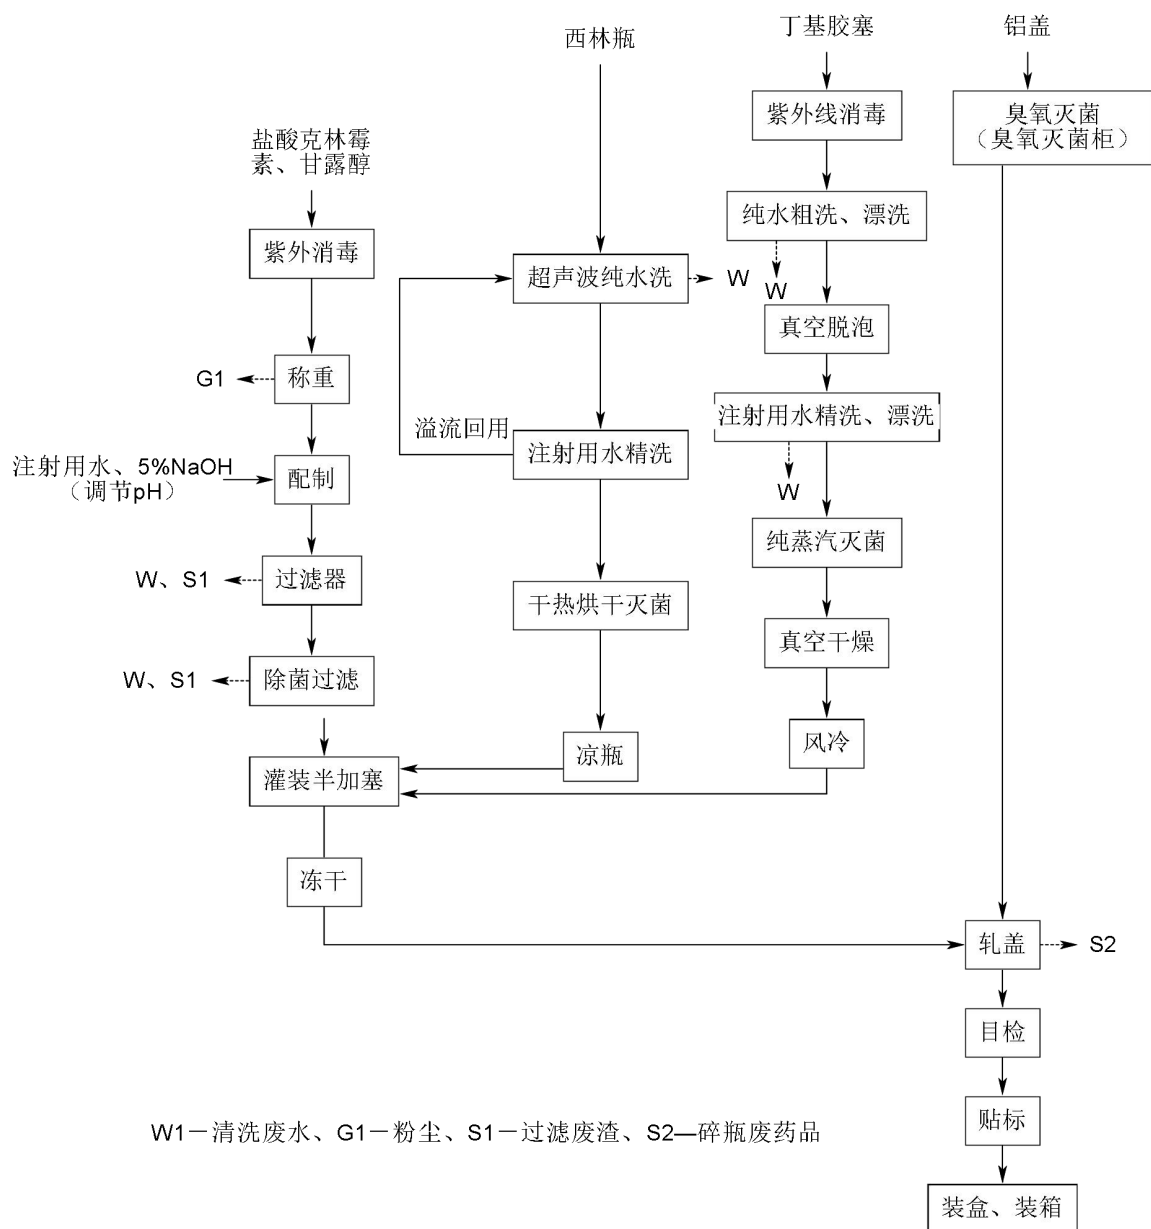 西林瓶
丁基胶塞
铝盖
紫外线消毒
臭氧灭菌
（臭氧灭菌柜）
盐酸克林霉
素、甘露醇
纯水粗洗、漂洗
紫外消毒
超声波纯水洗
W
W
真空脱泡
G1
称重
注射用水精洗、漂洗
溢流回用
注射用水精洗
注射用水、5%NaOH
（调节pH）
配制
W
纯蒸汽灭菌
W、S1
过滤器
干热烘干灭菌
真空干燥
W、S1
除菌过滤
风冷
凉瓶
灌装半加塞
冻干
轧盖
S2
目检
贴标
W1－清洗废水、G1－粉尘、S1－过滤废渣、S2—碎瓶废药品
装盒、装箱